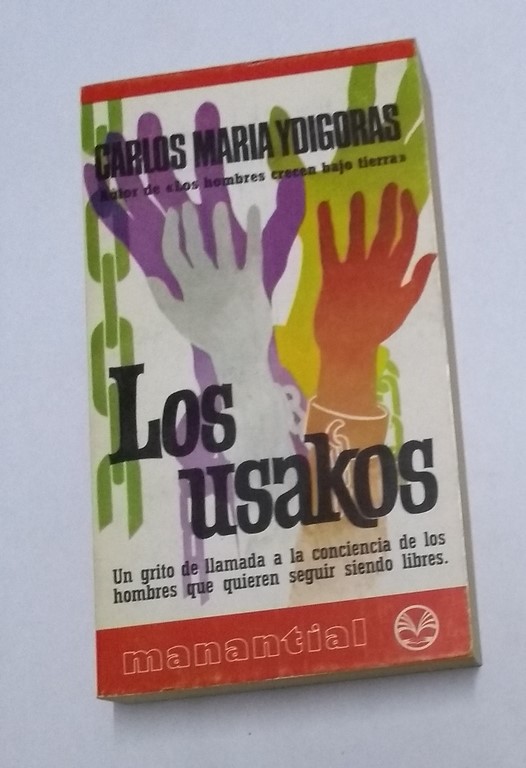 CARLOS MARIA YDIGORAS
Autor de «Los hombres crecen bajo tierra»
Los
usakos
Un grito de llamada a la conciencia de los
hombres que quieren seguir siendo libres.
manantial